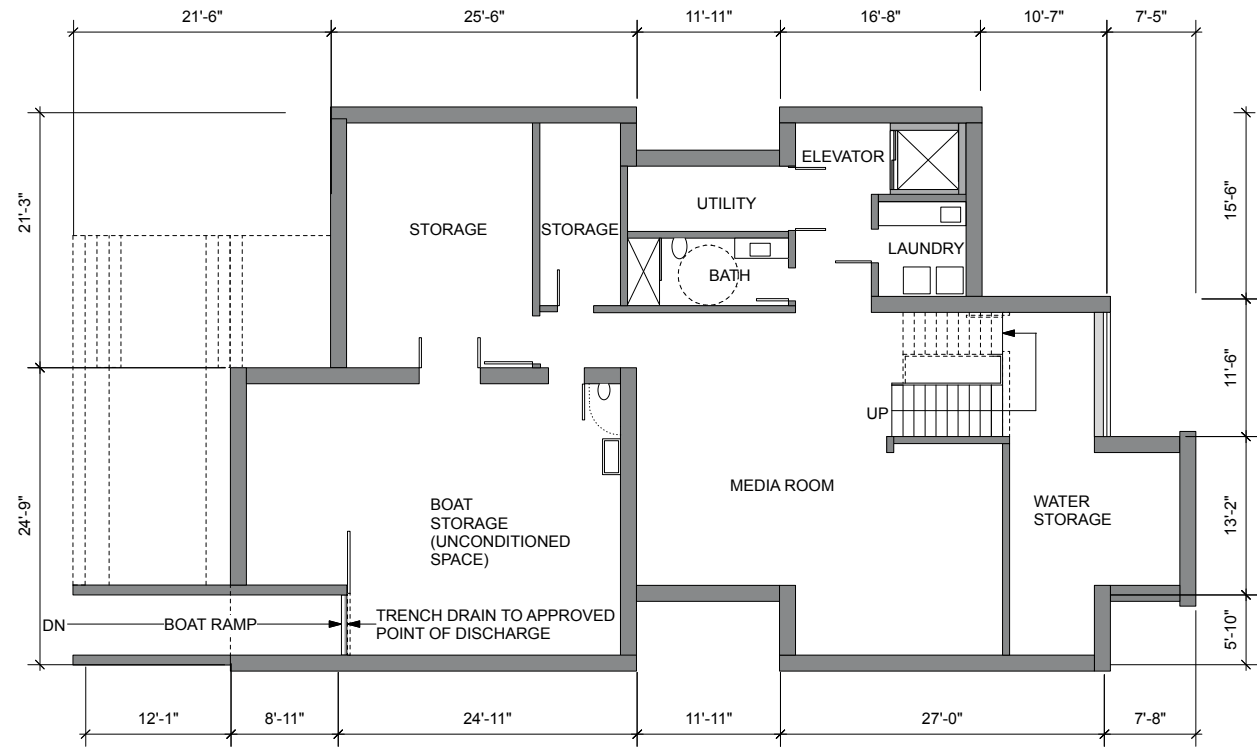 21'-6"
25'-6"
11'-11"
16'-8"
10'-7"
7'-5"
ELEVATOR
21'-3"
15'-6"
UTILITY
STORAGE
STORAGE
LAUNDRY
BATH
11'-6"
UP
24'-9"
MEDIA ROOM
BOAT
STORAGE
(UNCONDITIONED
SPACE)
WATER
STORAGE
13'-2"
DN
BOAT RAMP
TRENCH DRAIN TO APPROVED
POINT OF DISCHARGE
5'-10"
12'-1"
8'-11"
24'-11"
11'-11"
27'-0"
7'-8"